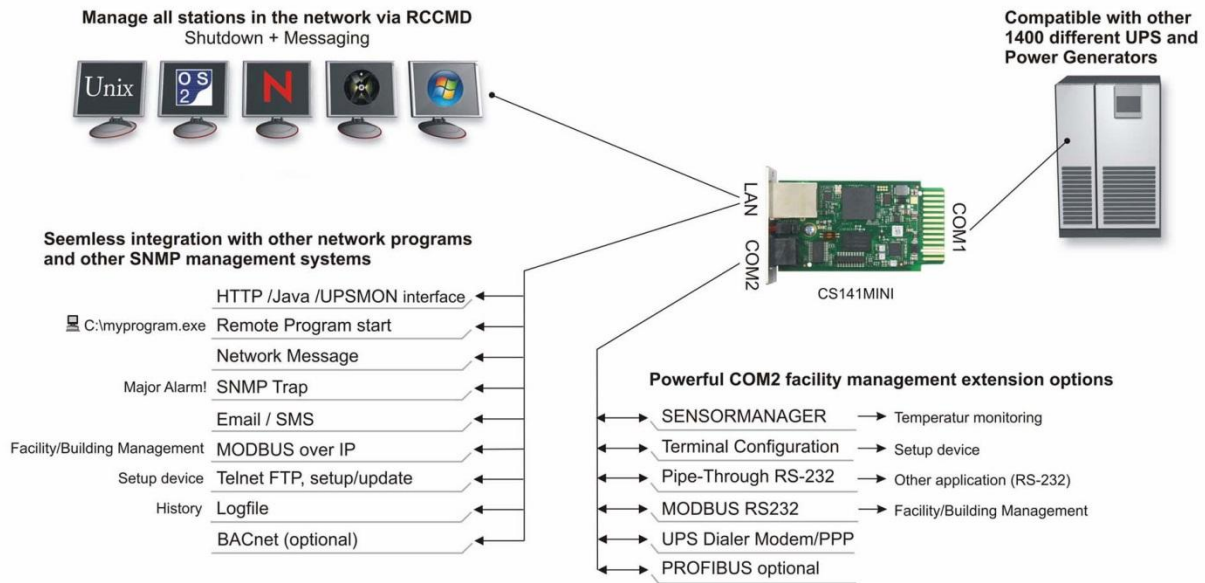 Manage all stations in the network via RCCMD
Shutdown + Messaging
Unix
OS
2
N
X
Compatible with other
1400 different UPS and
Power Generators
LAN
COM2
COM1
CS141MINI
Seemless integration with other network programs
and other SNMP management systems
HTTP /Java /UPSMON interface
C:\myprogram.exe Remote Program start
Network Message
Major Alarm! SNMP Trap
Email / SMS
Facility/Building Management MODBUS over IP
Setup device Telnet FTP, setup/update
History Logfile
BACnet (optional)
Powerful COM2 facility management extension options
SENSORMANAGER Temperatur monitoring
Terminal Configuration Setup device
Pipe-Through RS-232 Other application (RS-232)
MODBUS RS232 Facility/Building Management
UPS Dialer Modem/PPP
PROFIBUS optional